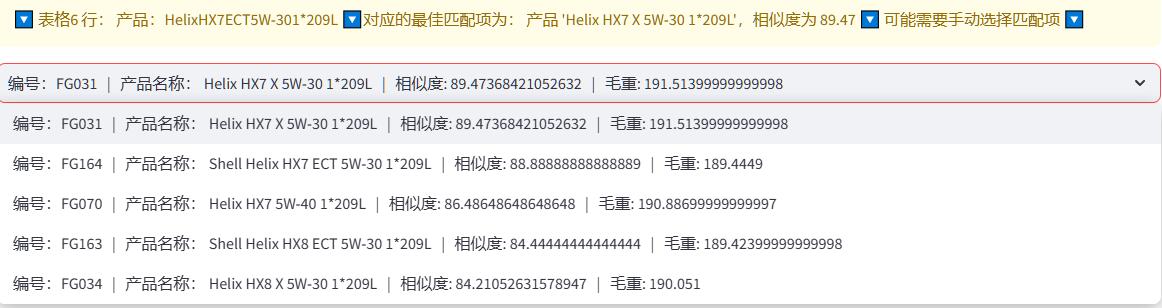 🔽 表格6 行： 产品：HelixHX7ECT5W-301*209L 🔽对应的最佳匹配项为： 产品 'Helix HX7 X 5W-30 1*209L'，相似度为 89.47 🔽 可能需要手动选择匹配项 🔽
编号：FG031 | 产品名称： Helix HX7 X 5W-30 1*209L | 相似度: 89.47368421052632 | 毛重: 191.51399999999998
编号：FG031 | 产品名称： Helix HX7 X 5W-30 1*209L | 相似度: 89.47368421052632 | 毛重: 191.51399999999998
编号：FG164 | 产品名称： Shell Helix HX7 ECT 5W-30 1*209L | 相似度: 88.88888888888889 | 毛重: 189.4449
编号：FG070 | 产品名称： Helix HX7 5W-40 1*209L | 相似度: 86.48648648648648 | 毛重: 190.88699999999997
编号：FG163 | 产品名称： Shell Helix HX8 ECT 5W-30 1*209L | 相似度: 84.44444444444444 | 毛重: 189.42399999999998
编号：FG034 | 产品名称： Helix HX8 X 5W-30 1*209L | 相似度: 84.21052631578947 | 毛重: 190.051